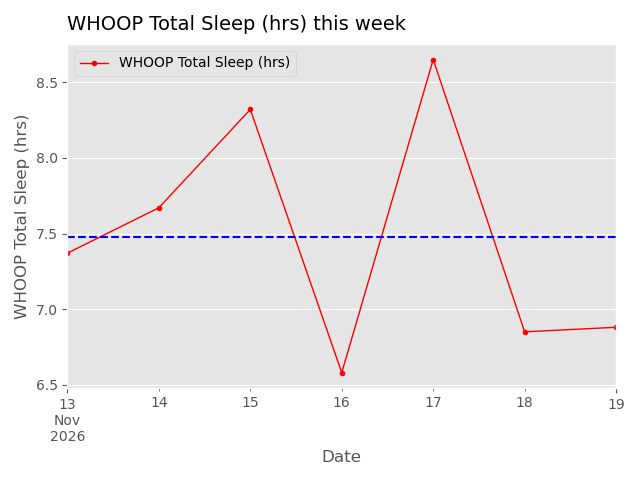 WHOOP Total Sleep (hrs) this week
WHOOP Total Sleep (hrs)
WHOOP Total Sleep (hrs)
8.5
8.0
7.5
7.0
6.5
13 14 15 16 17 18 19
Nov
2026
Date